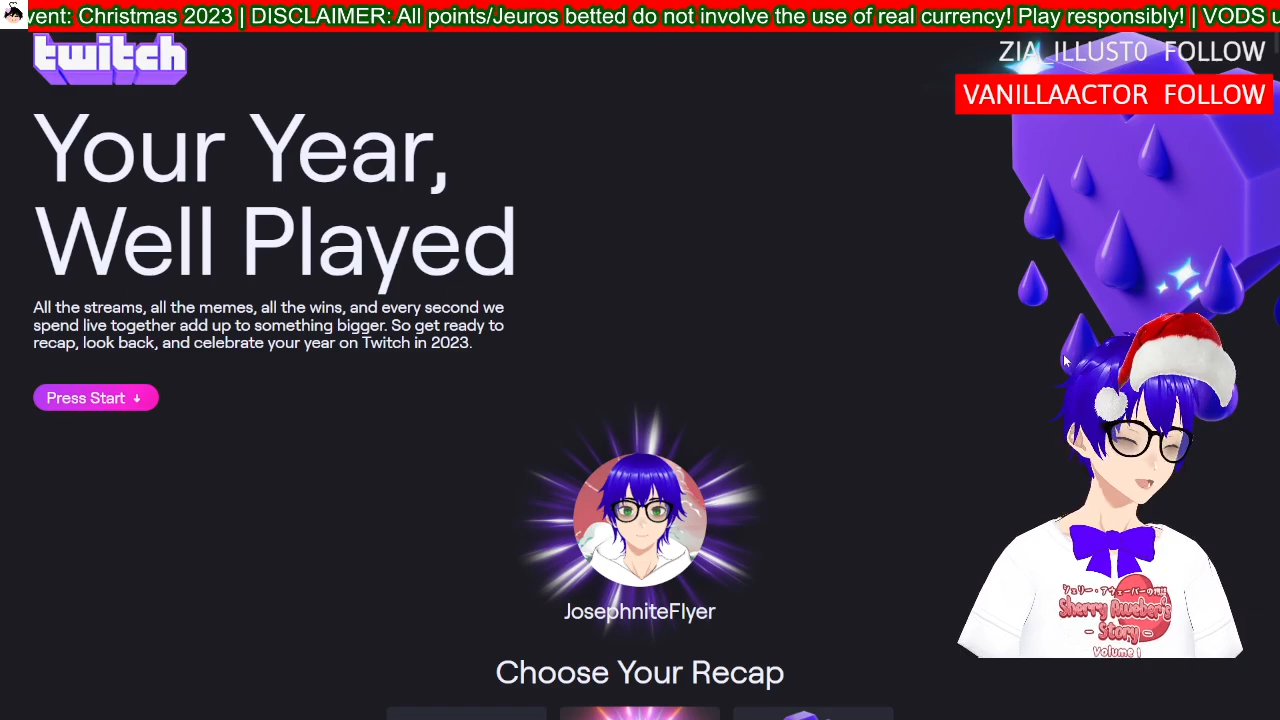 vent: Christmas 2023 | DISCLAIMER: All points/Jeuros betted do not involve the use of real currency! Play responsibly! | VODS u
twitch
ZIA_ILLUST0 FOLLOW
VANILLAACTOR FOLLOW
Your Year,
Well Played
All the streams, all the memes, all the wins, and every second we
spend live together add up to something bigger. So get ready to
recap, look back, and celebrate your year on Twitch in 2023.
Press Start ↓
JosephniteFlyer
Sherry Aweber's
- Story -
Volume 1
Choose Your Recap